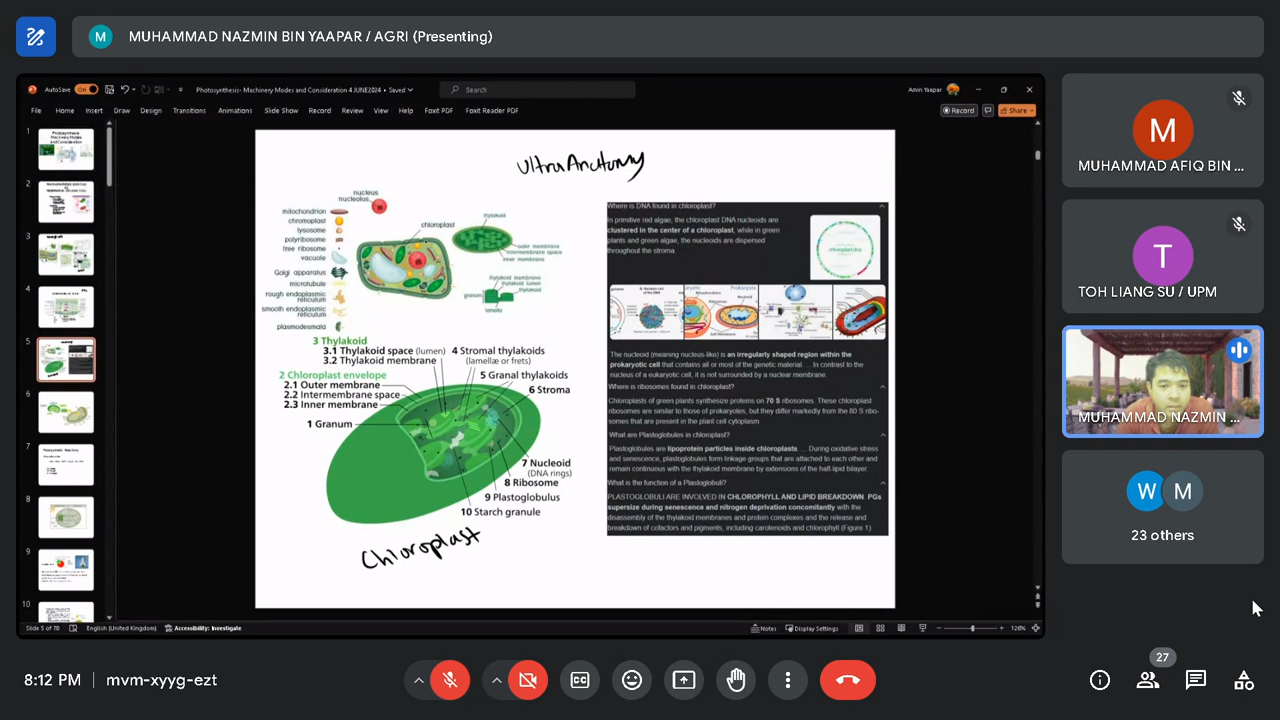 M MUHAMMAD NAZMIN BIN YAAPAR / AGRI (Presenting)
AutoSave On Photosynthesis- Machinery Modes and Consideration 4 JUNE2024 • Saved Search Amin Yaapar
File Home Insert Draw Design Transitions Animations Slide Show Record Review View Help Foxit PDF Foxit Reader PDF Record Share
1
2
3
4
5
6
7
8
9
10
UltraAnatomy
nucleus
nucleolus
mitochondrion
chromoplast
lysosome
polyribosome
free ribosome
vacuole
Golgi apparatus
microtubule
rough endoplasmic
reticulum
smooth endoplasmic
reticulum
plasmodesmata
chloroplast
thylakoid
outer membrane
intermembrane space
inner membrane
thylakoid membrane
thylakoid lumen
thylakoid
granum
lamella
3 Thylakoid
3.1 Thylakoid space (lumen)
3.2 Thylakoid membrane
4 Stromal thylakoids
(lamellæ or frets)
2 Chloroplast envelope
2.1 Outer membrane
2.2 Intermembrane space
2.3 Inner membrane
5 Granal thylakoids
6 Stroma
1 Granum
7 Nucleoid
(DNA rings)
8 Ribosome
9 Plastoglobulus
10 Starch granule
Chloroplast
Where is DNA found in chloroplast?
In primitive red algae, the chloroplast DNA nucleoids are
clustered in the center of a chloroplast, while in green
plants and green algae, the nucleoids are dispersed
throughout the stroma.
chloroplast dna
The nucleoid (meaning nucleus-like) is an irregularly shaped region within the
prokaryotic cell that contains all or most of the genetic material. ... In contrast to the
nucleus of a eukaryotic cell, it is not surrounded by a nuclear membrane.
Where is ribosomes found in chloroplast?
Chloroplasts of green plants synthesize proteins on 70 S ribosomes. These chloroplast
ribosomes are similar to those of prokaryotes, but they differ markedly from the 80 S ribo-
somes that are present in the plant cell cytoplasm.
What are Plastoglobules in chloroplast?
Plastoglobules are lipoprotein particles inside chloroplasts. ... During oxidative stress
and senescence, plastoglobules form linkage groups that are attached to each other and
remain continuous with the thylakoid membrane by extensions of the half-lipid bilayer.
What is the function of a Plastoglobuli?
PLASTOGLOBULI ARE INVOLVED IN CHLOROPHYLL AND LIPID BREAKDOWN. PGs
supersize during senescence and nitrogen deprivation concomitantly with the
disassembly of the thylakoid membranes and protein complexes and the release and
breakdown of cofactors and pigments, including carotenoids and chlorophyll (Figure 1)
Slide 5 of 70 English (United Kingdom) Accessibility: Investigate Notes Display Settings 126%
M
MUHAMMAD AFIQ BIN ...
T
TOH LIANG SU / UPM
MUHAMMAD NAZMIN ...
W M
23 others
8:12 PM | mvm-xyyg-ezt
27